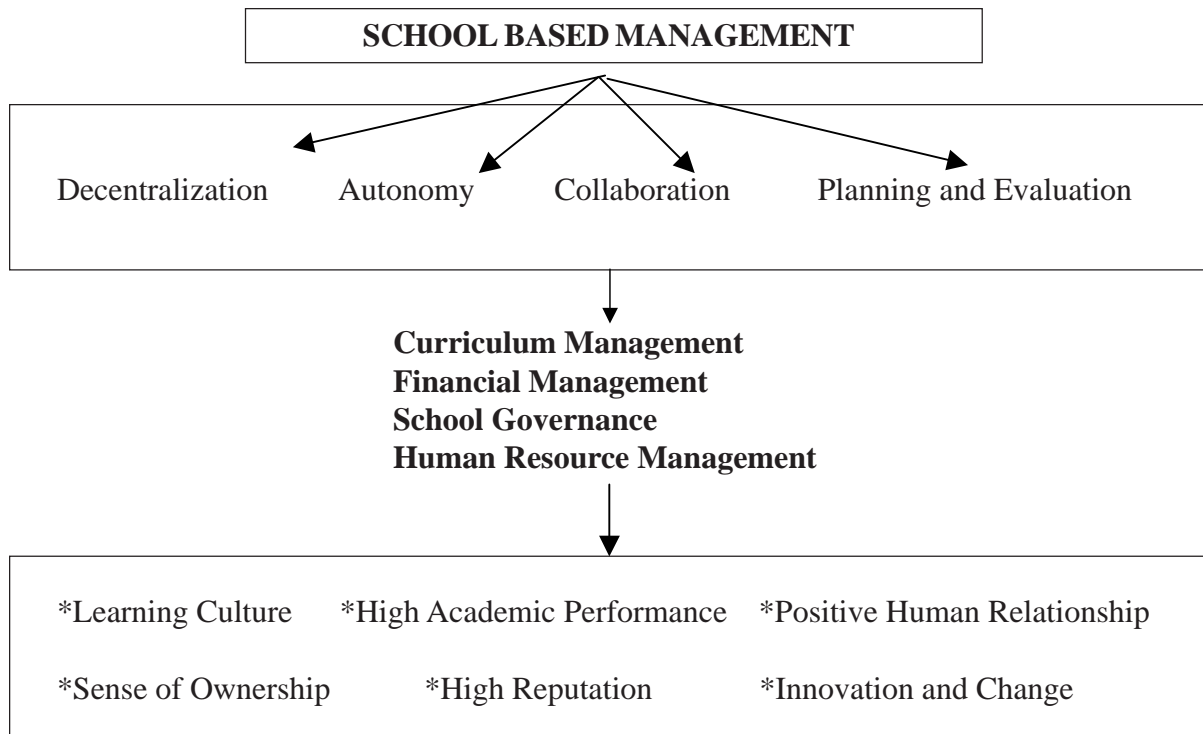 SCHOOL BASED MANAGEMENT
Decentralization Autonomy Collaboration Planning and Evaluation
Curriculum Management
Financial Management
School Governance
Human Resource Management
*Learning Culture *High Academic Performance *Positive Human Relationship
*Sense of Ownership *High Reputation *Innovation and Change